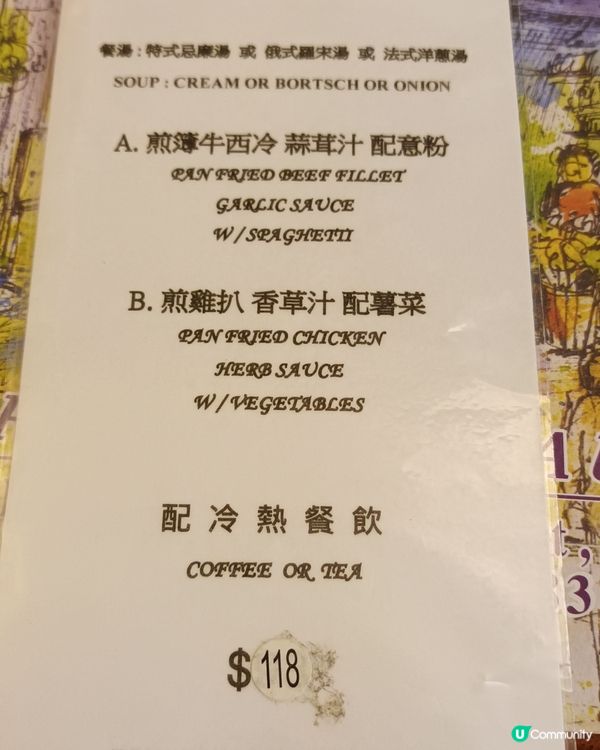 餐湯 : 特式忌廉湯 或 俄式羅宋湯 或 法式洋蔥湯
SOUP : CREAM OR BORTSCH OR ONION
A. 煎薄牛西冷 蒜茸汁 配意粉
PAN FRIED BEEF FILLET
GARLIC SAUCE
W / SPAGHETTI
B. 煎雞扒 香草汁 配薯菜
PAN FRIED CHICKEN
HERB SAUCE
W / VEGETABLES
配 冷 熱 餐 飲
COFFEE OR TEA
$ 118
U Community